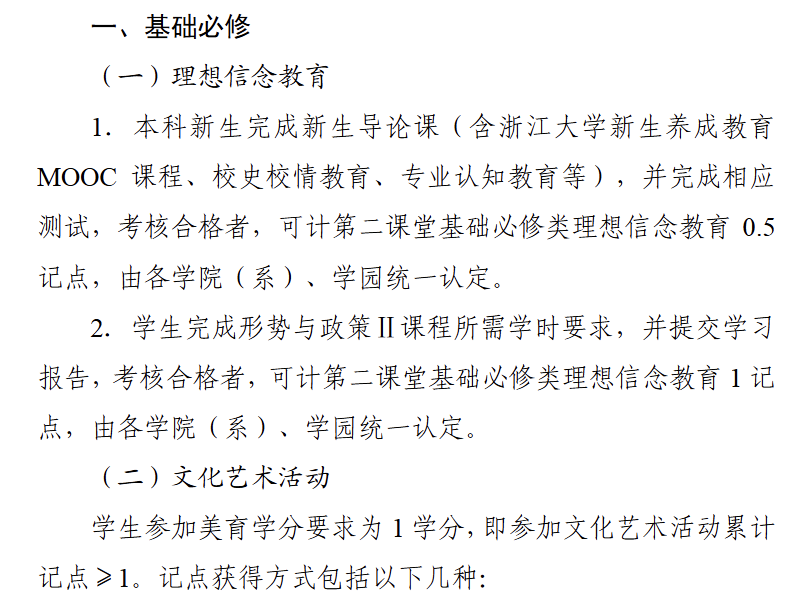 一、基础必修
（一）理想信念教育
1．本科新生完成新生导论课（含浙江大学新生养成教育
MOOC 课程、校史校情教育、专业认知教育等），并完成相应
测试，考核合格者，可计第二课堂基础必修类理想信念教育 0.5
记点，由各学院（系）、学园统一认定。
2．学生完成形势与政策Ⅱ课程所需学时要求，并提交学习
报告，考核合格者，可计第二课堂基础必修类理想信念教育 1 记
点，由各学院（系）、学园统一认定。
（二）文化艺术活动
学生参加美育学分要求为 1 学分，即参加文化艺术活动累计
记点≥1。记点获得方式包括以下几种：